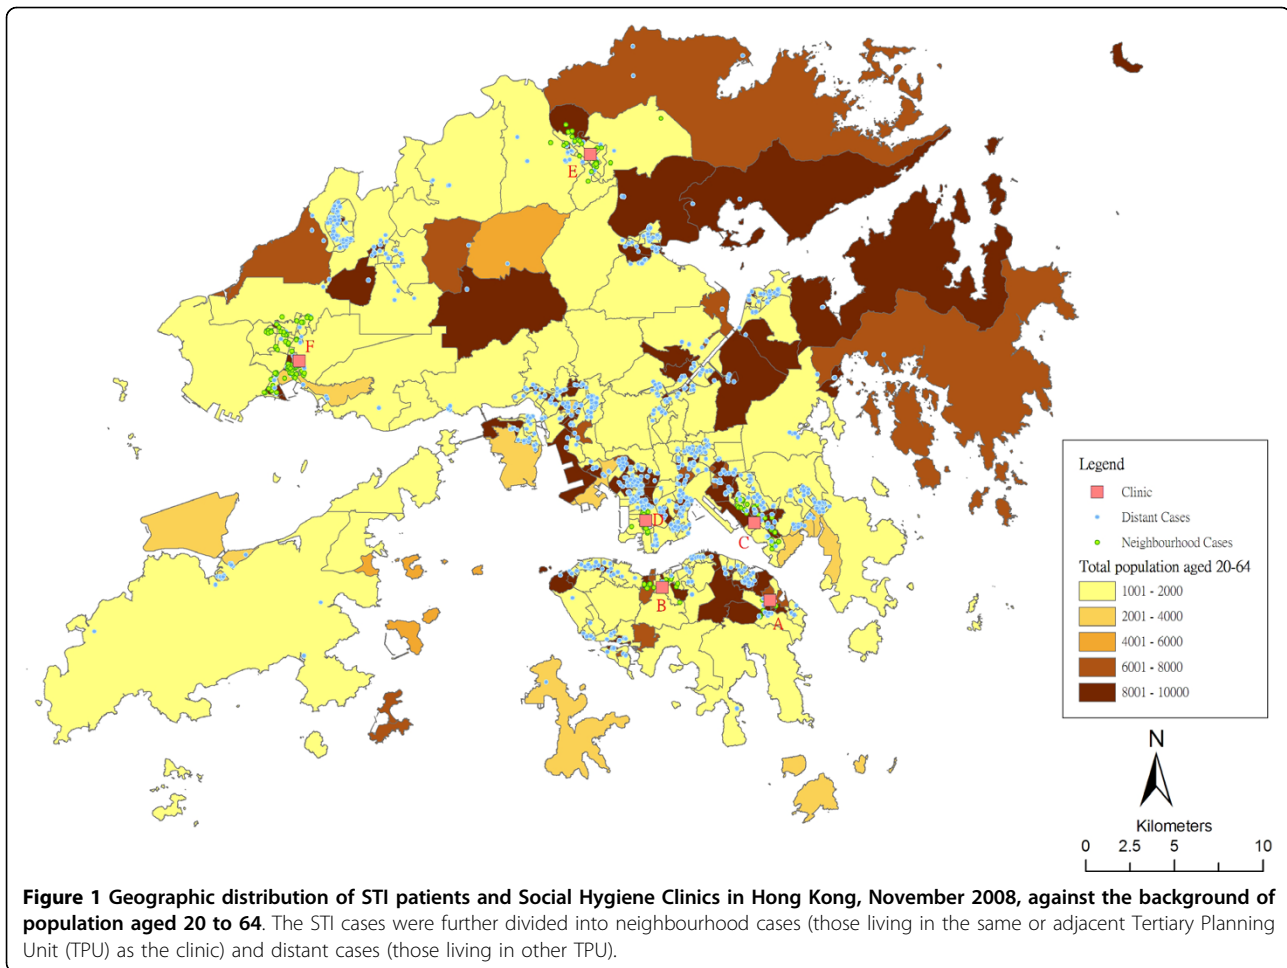 E
F
D
C
B
A
Legend
Clinic
Distant Cases
Neighbourhood Cases
Total population aged 20-64
1001 - 2000
2001 - 4000
4001 - 6000
6001 - 8000
8001 - 10000
N
Kilometers
0 2.5 5 10
Figure 1 Geographic distribution of STI patients and Social Hygiene Clinics in Hong Kong, November 2008, against the background of
population aged 20 to 64. The STI cases were further divided into neighbourhood cases (those living in the same or adjacent Tertiary Planning
Unit (TPU) as the clinic) and distant cases (those living in other TPU).